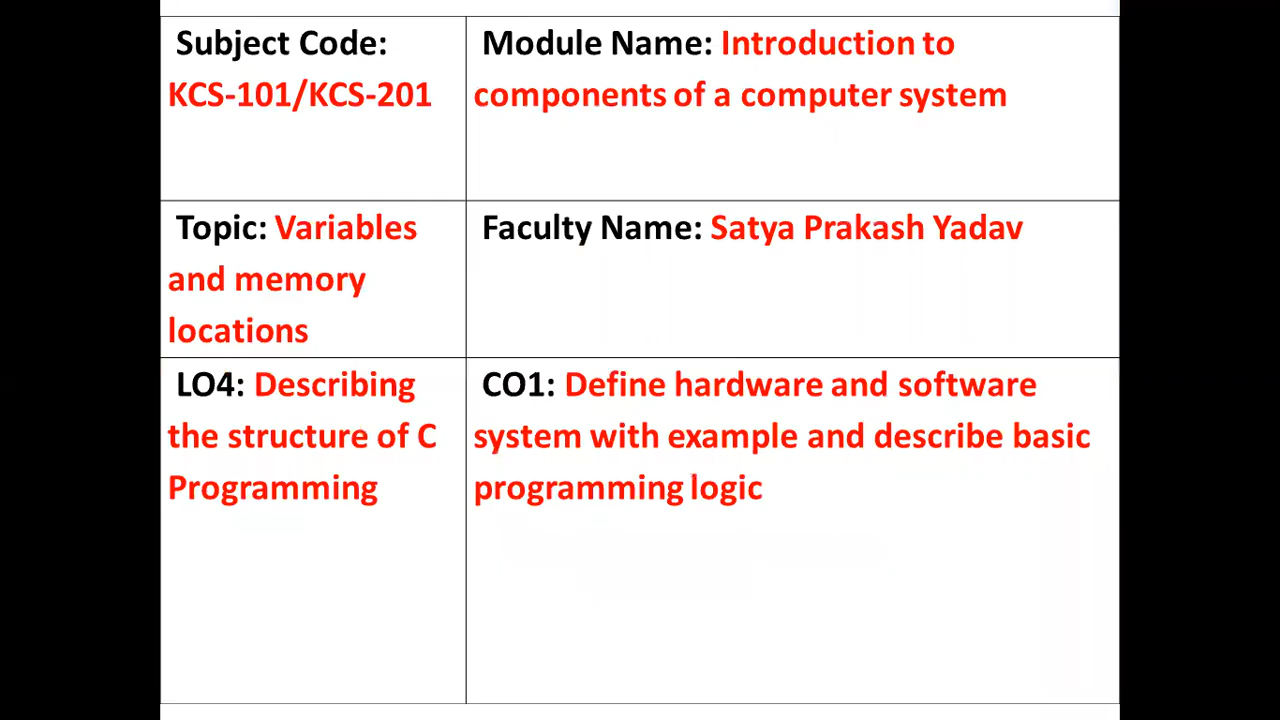 Subject Code:
KCS-101/KCS-201
Module Name: Introduction to
components of a computer system
Topic: Variables
and memory
locations
Faculty Name: Satya Prakash Yadav
LO4: Describing
the structure of C
Programming
CO1: Define hardware and software
system with example and describe basic
programming logic